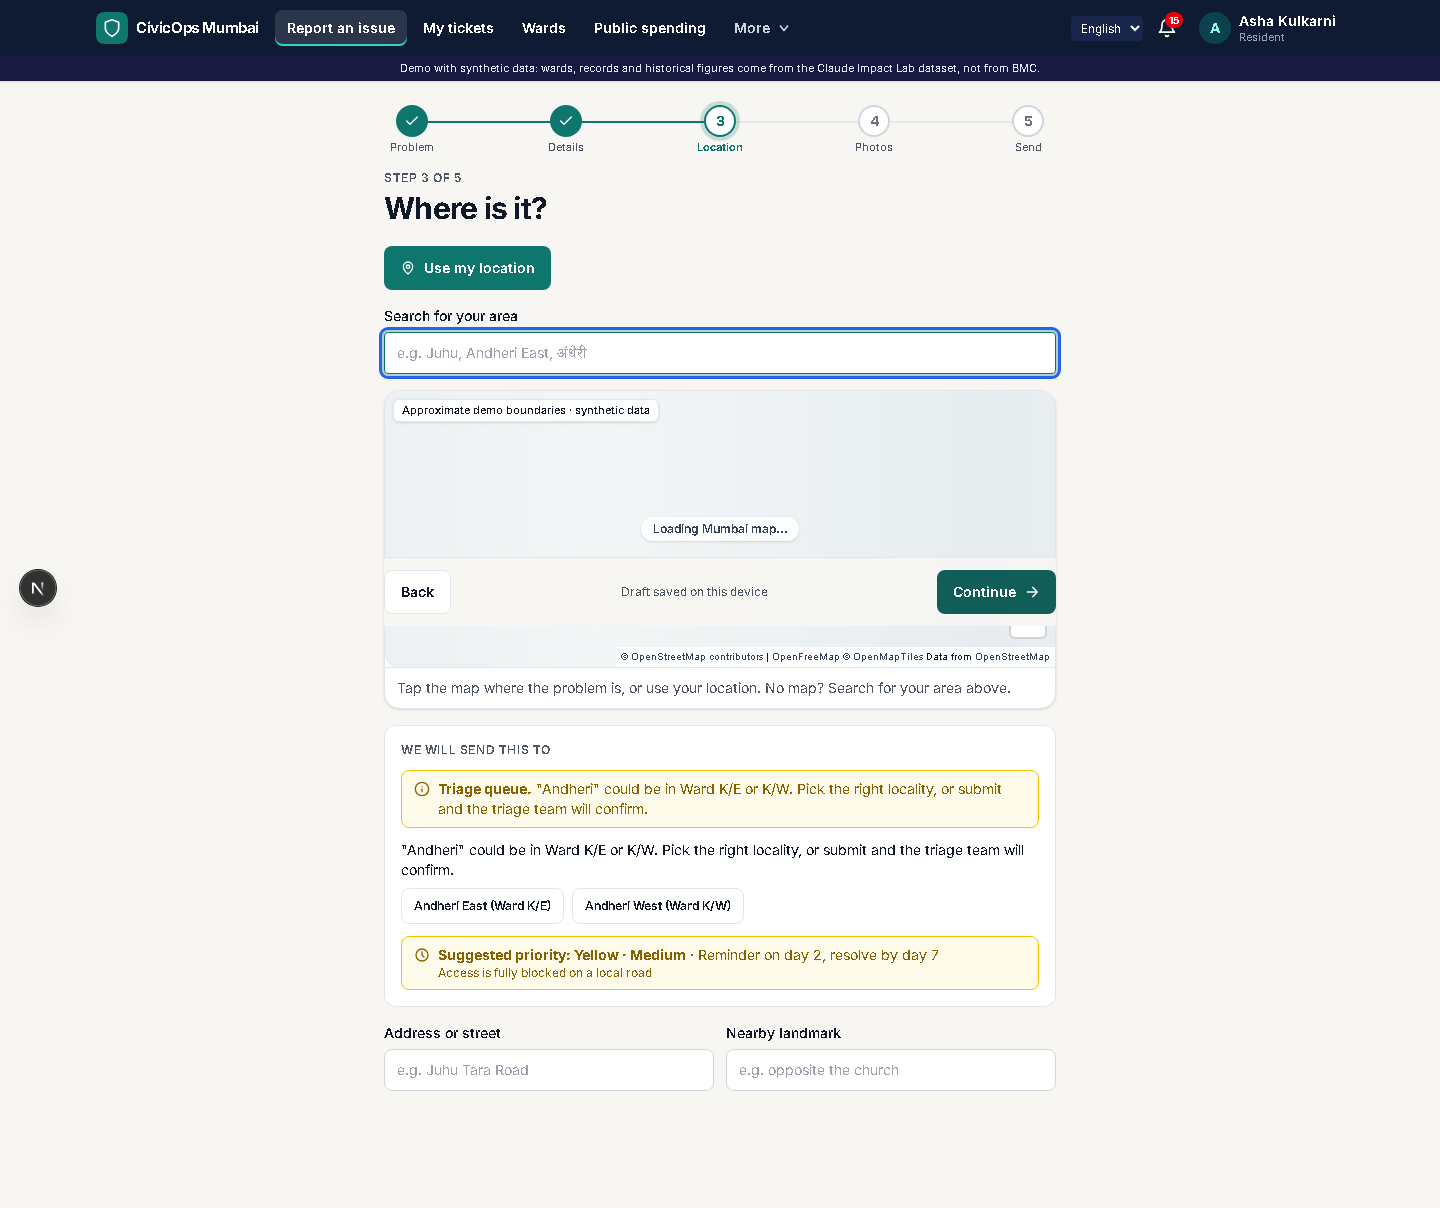 CivicOps Mumbai
Report an issue
My tickets
Wards
Public spending
More
English
15
A
Asha Kulkarni
Resident
Demo with synthetic data: wards, records and historical figures come from the Claude Impact Lab dataset, not from BMC.
3
4
5
Problem
Details
Location
Photos
Send
STEP 3 OF 5
Where is it?
Use my location
Search for your area
e.g. Juhu, Andheri East, अंधेरी
Approximate demo boundaries · synthetic data
Loading Mumbai map...
N
Back
Draft saved on this device
Continue
© OpenStreetMap contributors | OpenFreeMap © OpenMapTiles Data from OpenStreetMap
Tap the map where the problem is, or use your location. No map? Search for your area above.
WE WILL SEND THIS TO
Triage queue. "Andheri" could be in Ward K/E or K/W. Pick the right locality, or submit
and the triage team will confirm.
"Andheri" could be in Ward K/E or K/W. Pick the right locality, or submit and the triage team will
confirm.
Andheri East (Ward K/E)
Andheri West (Ward K/W)
Suggested priority: Yellow · Medium · Reminder on day 2, resolve by day 7
Access is fully blocked on a local road
Address or street
Nearby landmark
e.g. Juhu Tara Road
e.g. opposite the church